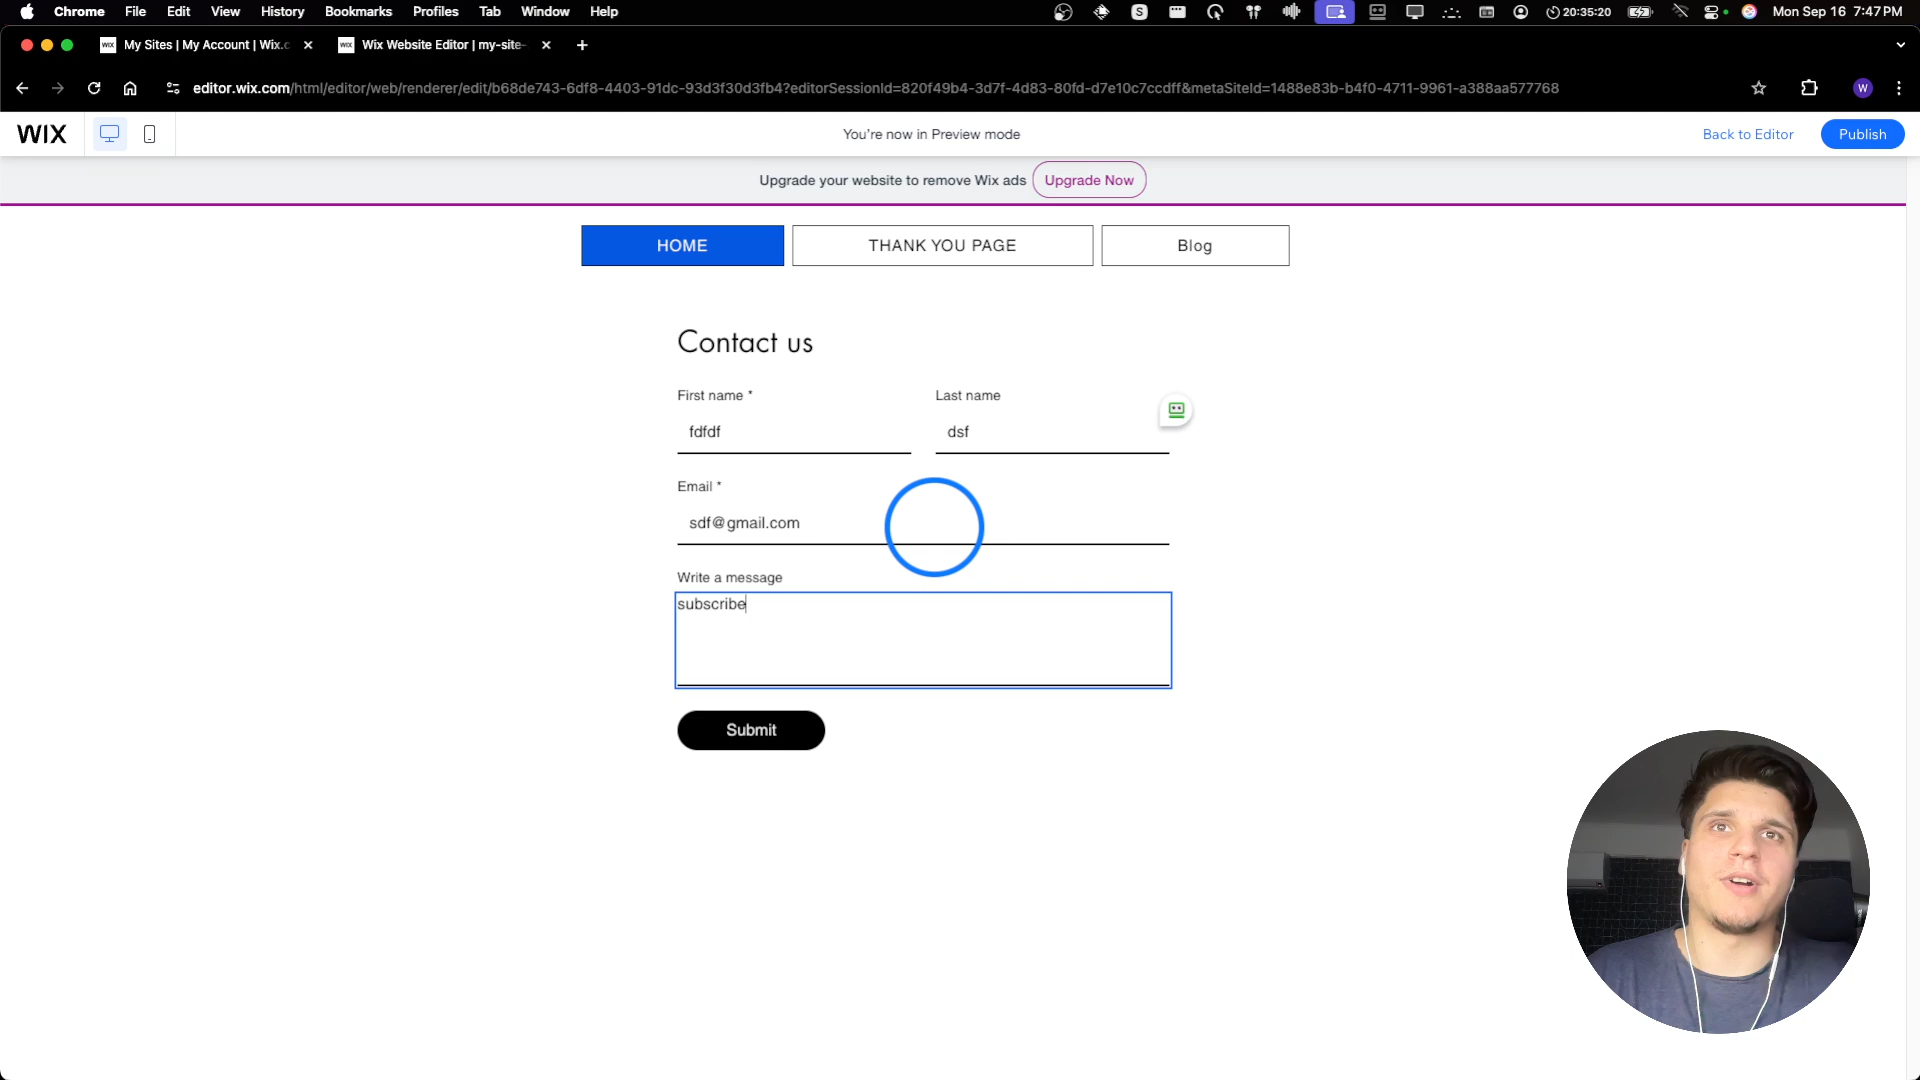 Chrome File Edit View History Bookmarks Profiles Tab Window Help 20:35:20 Mon Sep 16 7:47 PM
My Sites | My Account | Wix.c
Wix Website Editor | my-site-
editor.wix.com/html/editor/web/renderer/edit/b68de743-6df8-4403-91dc-93d3f30d3fb4?editorSessionId=820f49b4-3d7f-4d83-80fd-d7e10c7ccdff&metaSiteId=1488e83b-b4f0-4711-9961-a388aa577768
W
WIX
You're now in Preview mode
Back to Editor
Publish
Upgrade your website to remove Wix ads
Upgrade Now
HOME
THANK YOU PAGE
Blog
Contact us
First name *
Last name
fdfdf
dsf
Email *
sdf@gmail.com
Write a message
subscribe
Submit